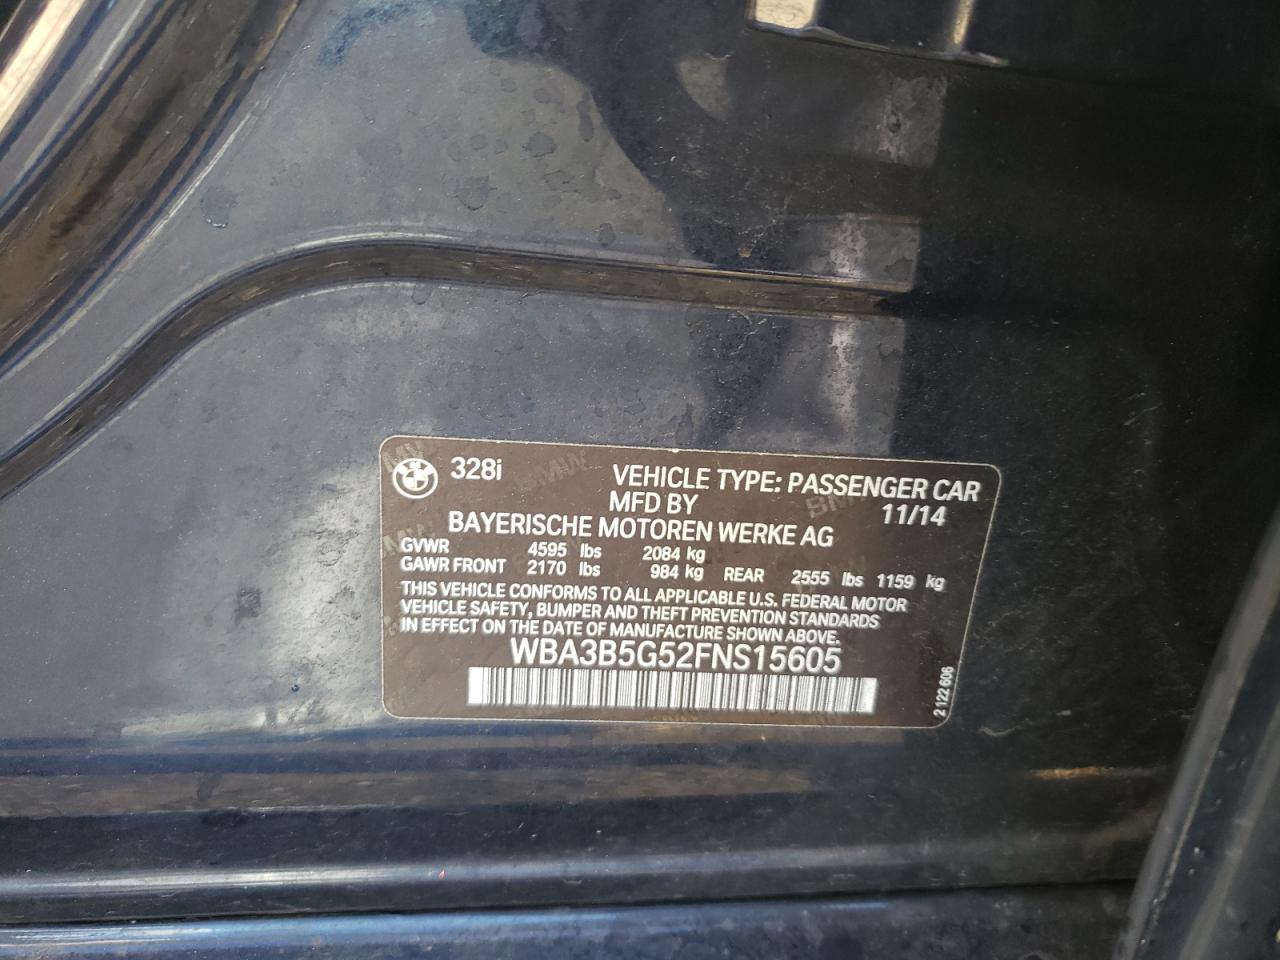 328i VEHICLE TYPE: PASSENGER CAR
MFD BY 11/14
BAYERISCHE MOTOREN WERKE AG
GVWR 4595 lbs 2084 kg
GAWR FRONT 2170 lbs 984 kg REAR 2555 lbs 1159 kg
THIS VEHICLE CONFORMS TO ALL APPLICABLE U.S. FEDERAL MOTOR
VEHICLE SAFETY, BUMPER AND THEFT PREVENTION STANDARDS
IN EFFECT ON THE DATE OF MANUFACTURE SHOWN ABOVE.
WBA3B5G52FNS15605
2 122 606